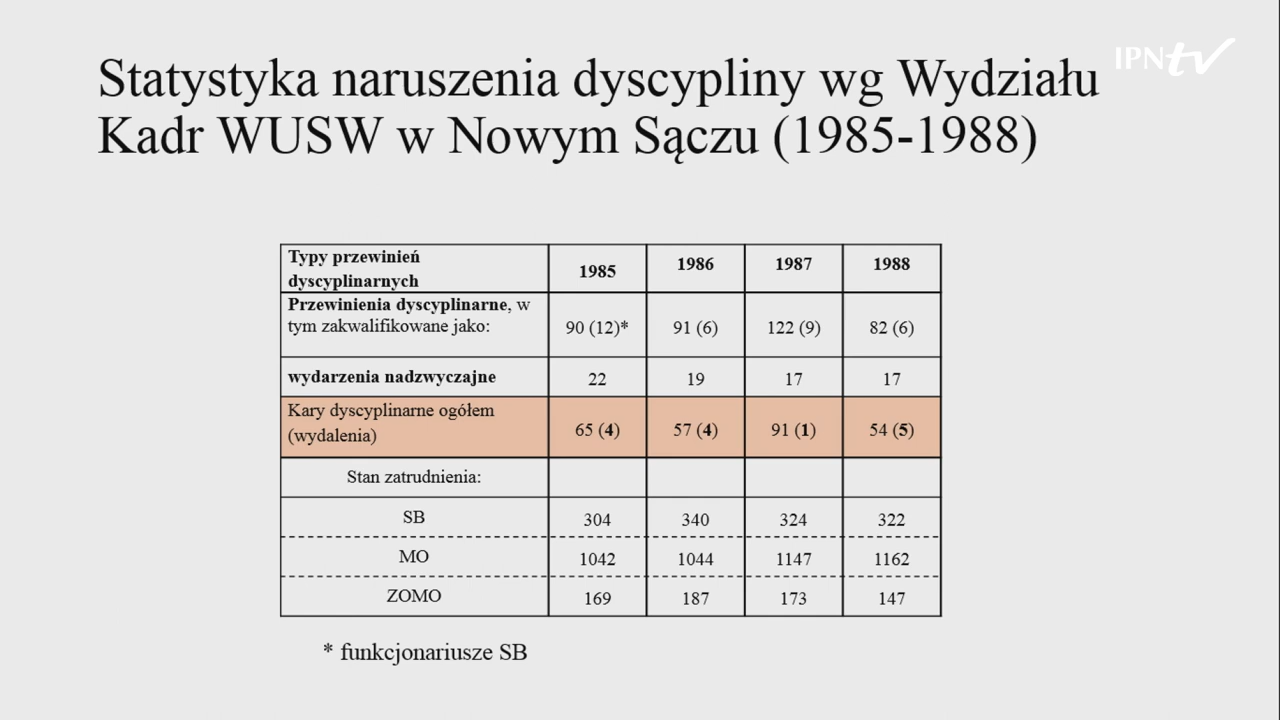 IPNtv
Statystyka naruszenia dyscypliny wg Wydziału
Kadr WUSW w Nowym Sączu (1985-1988)
Typy przewinień
dyscyplinarnych
1985 1986 1987 1988
Przewinienia dyscyplinarne, w
tym zakwalifikowane jako:
90 (12)* 91 (6) 122 (9) 82 (6)
wydarzenia nadzwyczajne 22 19 17 17
Kary dyscyplinarne ogółem
(wydalenia)
65 (4) 57 (4) 91 (1) 54 (5)
Stan zatrudnienia:
SB 304 340 324 322
MO 1042 1044 1147 1162
ZOMO 169 187 173 147
* funkcjonariusze SB